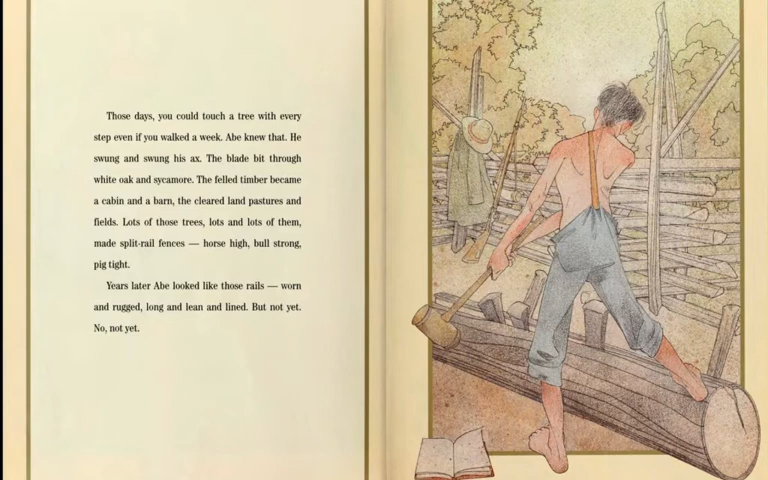 Those days, you could touch a tree with every
step even if you walked a week. Abe knew that. He
swung and swung his ax. The blade bit through
white oak and sycamore. The felled timber became
a cabin and a barn, the cleared land pastures and
fields. Lots of those trees, lots and lots of them,
made split-rail fences — horse high, bull strong,
pig tight.
Years later Abe looked like those rails — worn
and rugged, long and lean and lined. But not yet.
No, not yet.